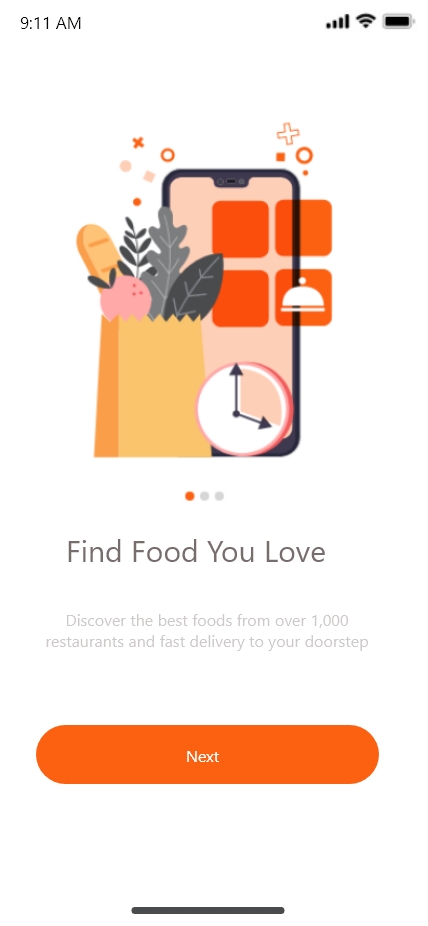 9:11 AM
Find Food You Love
Discover the best foods from over 1,000
restaurants and fast delivery to your doorstep
Next